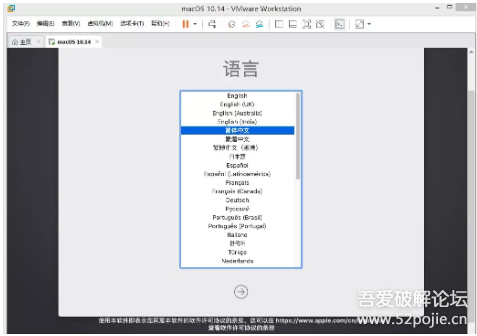 macOS 10.14 - VMware Workstation
文件(F) 编辑(E) 查看(V) 虚拟机(M) 选项卡(T) 帮助(H)
主页 macOS 10.14
语言
English
English (UK)
English (Australia)
English (India)
简体中文
繁體中文
繁體中文（香港）
日本語
Español
Español (Latinoamérica)
Français
Français (Canada)
Deutsch
Русский
Português (Brasil)
Português (Portugal)
Italiano
한국어
Türkçe
Nederlands
使用本软件即表示您同意版本软件的软件许可协议的条款。您可以在 https://www.apple.com/cn/
查看软件许可协议的条款
吾爱破解论坛
www.52pojie.cn